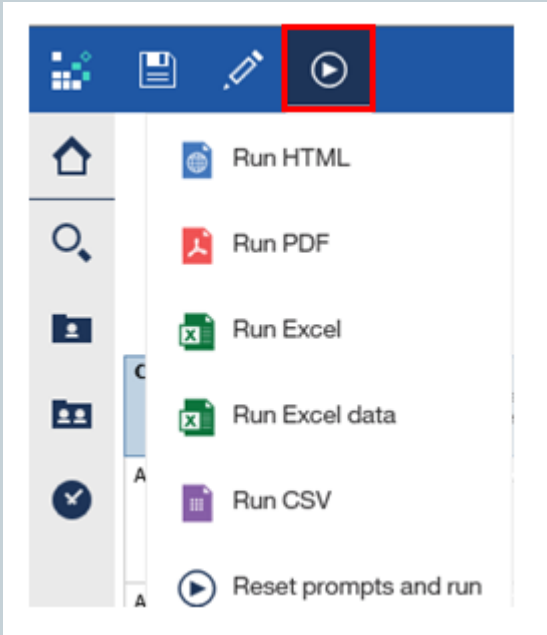 Run HTML
Run PDF
Run Excel
C
Run Excel data
A
Run CSV
Reset prompts and run
A